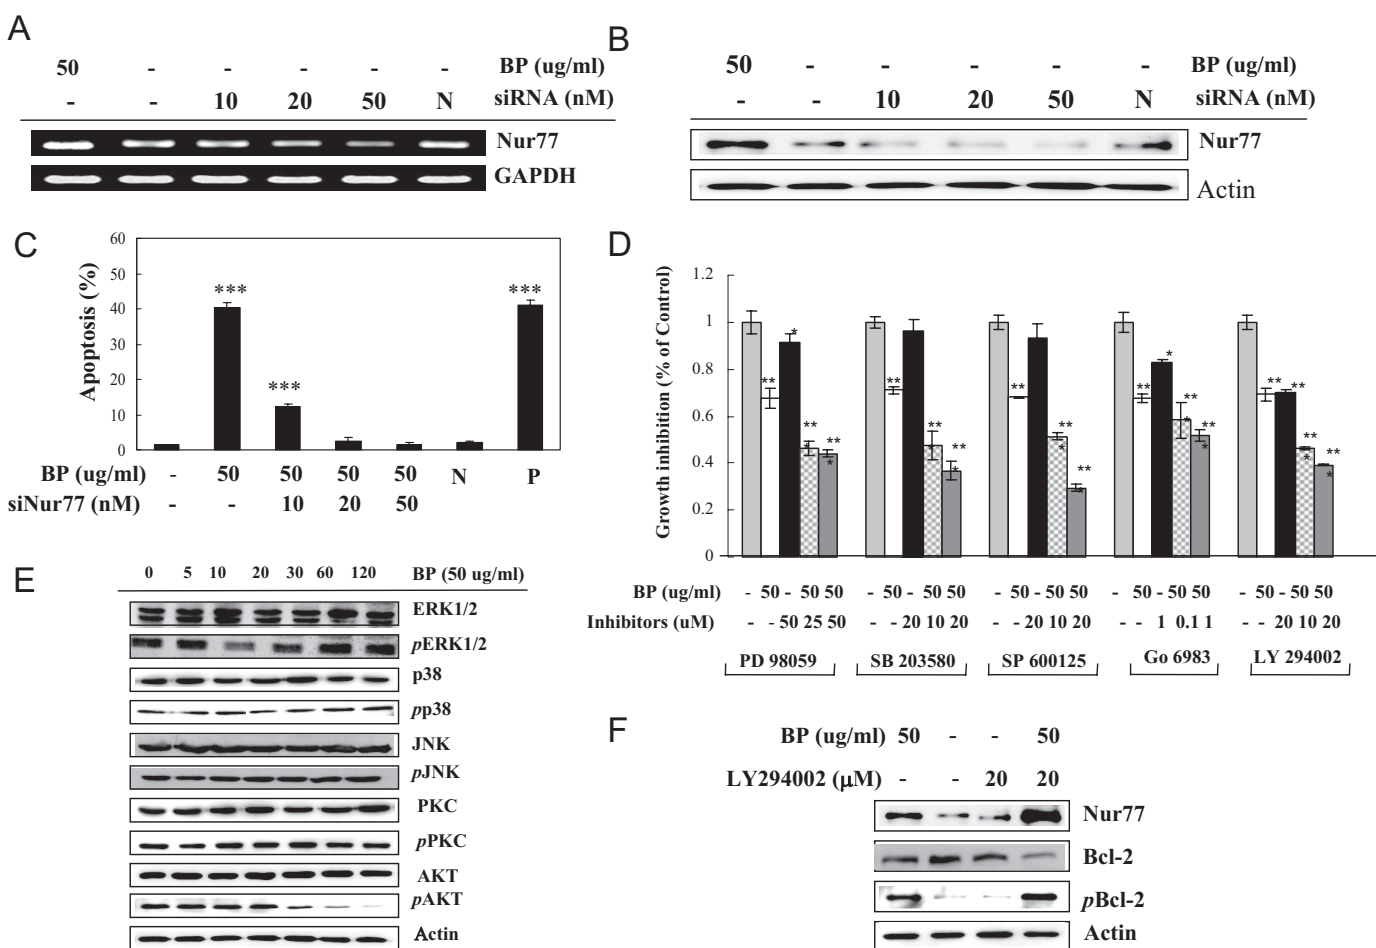 A
50 - - - - - BP (ug/ml)
- - 10 20 50 N siRNA (nM)
Nur77
GAPDH
B
50 - - - - - BP (ug/ml)
- - 10 20 50 N siRNA (nM)
Nur77
Actin
C
Apoptosis (%)
60
50
40
30
20
10
0
*** *** ***
BP (ug/ml) - 50 50 50 50 N P
siNur77 (nM) - - 10 20 50
D
Growth inhibition (% of Control)
1.2
1
0.8
0.6
0.4
0.2
0
** * ** * ** *
** ** * ** *
** ** * ** *
** * ** * ** *
** ** ** * ** *
BP (ug/ml) - 50 - 50 50 - 50 - 50 50 - 50 - 50 50 - 50 - 50 50 - 50 - 50 50
Inhibitors (uM) - - 50 25 50 - - 20 10 20 - - 20 10 20 - - 1 0.1 1 - - 20 10 20
PD 98059 SB 203580 SP 600125 Go 6983 LY 294002
E
0 5 10 20 30 60 120 BP (50 ug/ml)
ERK1/2
pERK1/2
p38
pp38
JNK
pJNK
PKC
pPKC
AKT
pAKT
Actin
F
BP (ug/ml) 50 - - 50
LY294002 (μM) - - 20 20
Nur77
Bcl-2
pBcl-2
Actin